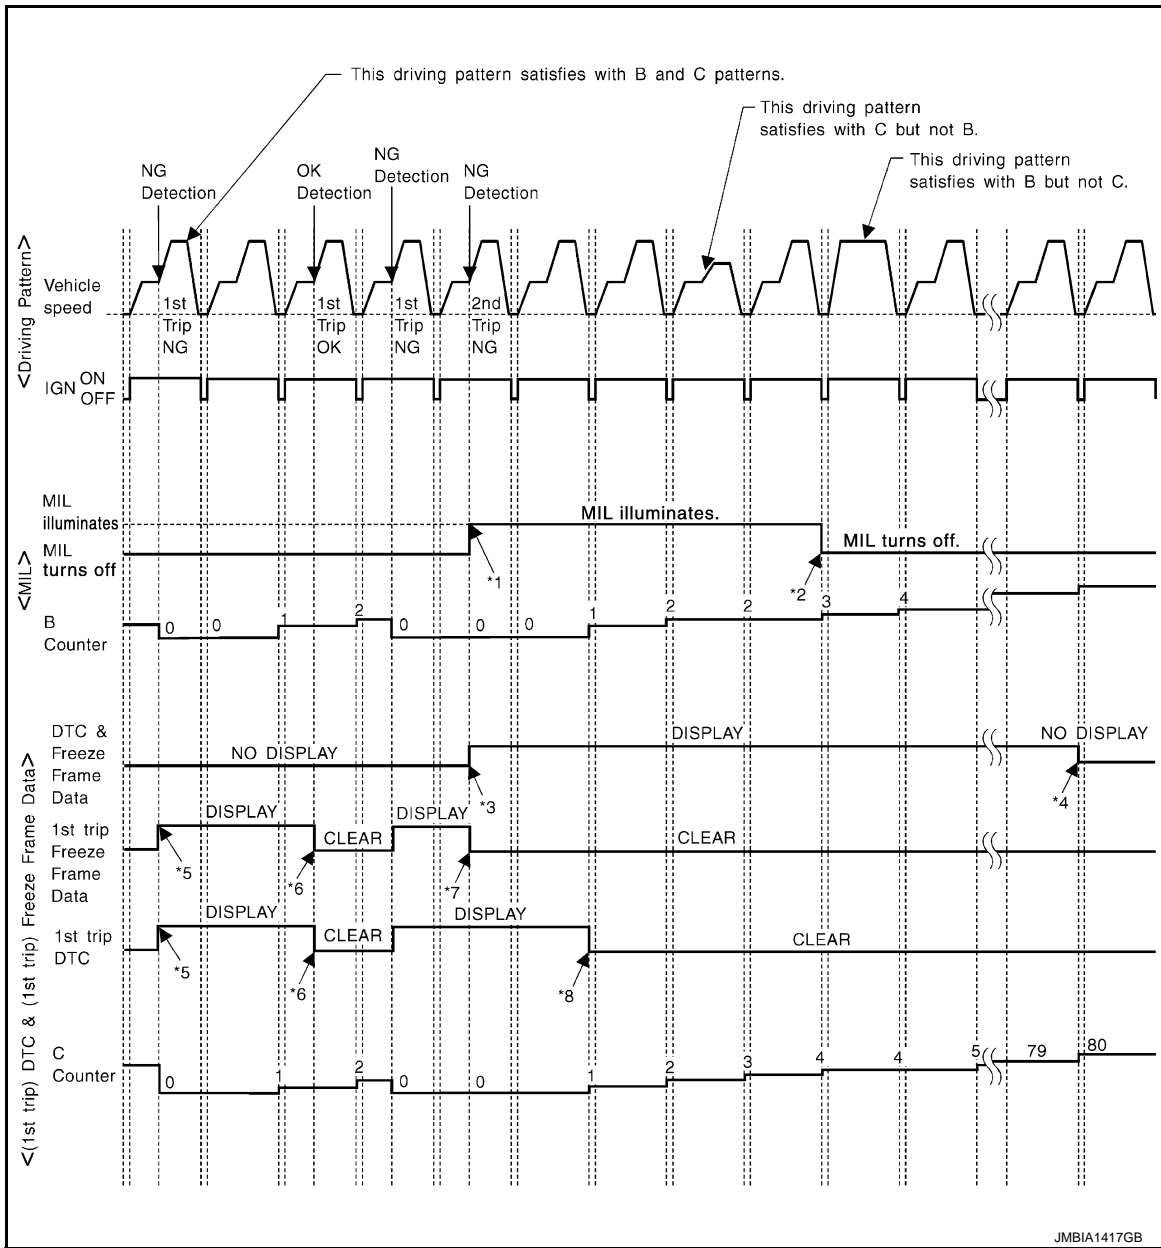 This driving pattern satisfies with B and C patterns.
This driving pattern
satisfies with C but not B.
This driving pattern
satisfies with B but not C.
NG
Detection
OK
Detection
NG
Detection
NG
Detection
<Driving Pattern>
Vehicle
speed
1st
Trip
NG
1st
Trip
OK
1st
Trip
NG
2nd
Trip
NG
IGN ON
OFF
<MIL>
MIL
illuminates
MIL
turns off
MIL illuminates.
MIL turns off.
*1
*2
B
Counter
0 0 1 2 0 0 0 1 2 2 3 4
<(1st trip) DTC & (1st trip) Freeze Frame Data>
DTC &
Freeze
Frame
Data
NO DISPLAY
DISPLAY
NO DISPLAY
*3
*4
1st trip
Freeze
Frame
Data
DISPLAY
CLEAR
DISPLAY
CLEAR
*5
*6
*7
1st trip
DTC
DISPLAY
CLEAR
DISPLAY
CLEAR
*5
*6
*8
C
Counter
0 1 2 0 0 1 2 3 4 4 5 79 80
JMBIA1417GB